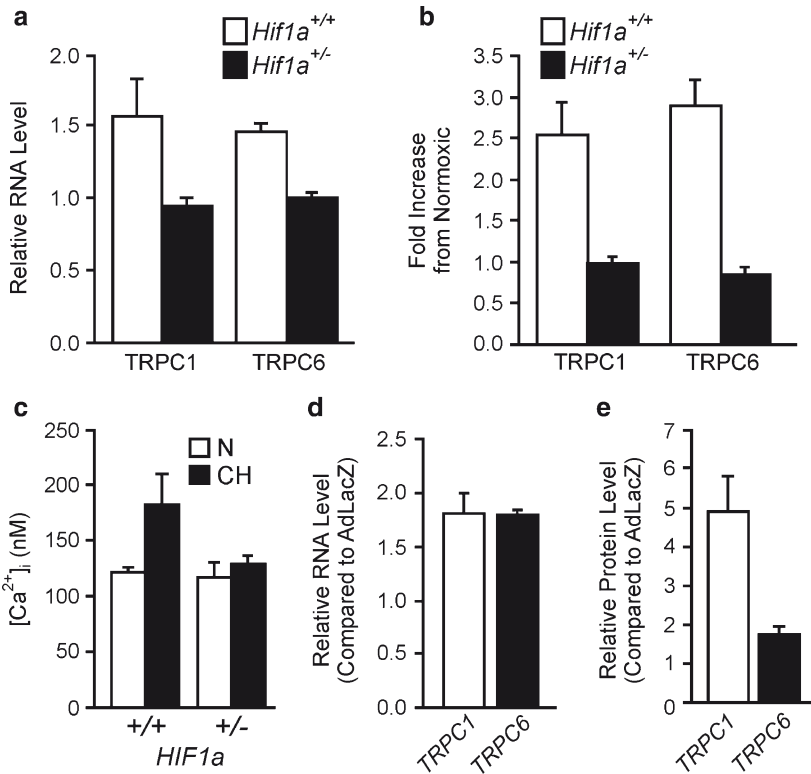 a
Hif1a+/+
Hif1a+/-
Relative RNA Level
2.0
1.5
1.0
0.5
0.0
TRPC1 TRPC6
b
Hif1a+/+
Hif1a+/-
Fold Increase
from Normoxic
3.5
3.0
2.5
2.0
1.5
1.0
0.5
0.0
TRPC1 TRPC6
c
N
CH
[Ca2+]i (nM)
250
200
150
100
50
0
+/+ +/-
HIF1a
d
Relative RNA Level
(Compared to AdLacZ)
2.5
2.0
1.5
1.0
0.5
0.0
TRPC1
TRPC6
e
Relative Protein Level
(Compared to AdLacZ)
7
6
5
4
3
2
1
0
TRPC1
TRPC6